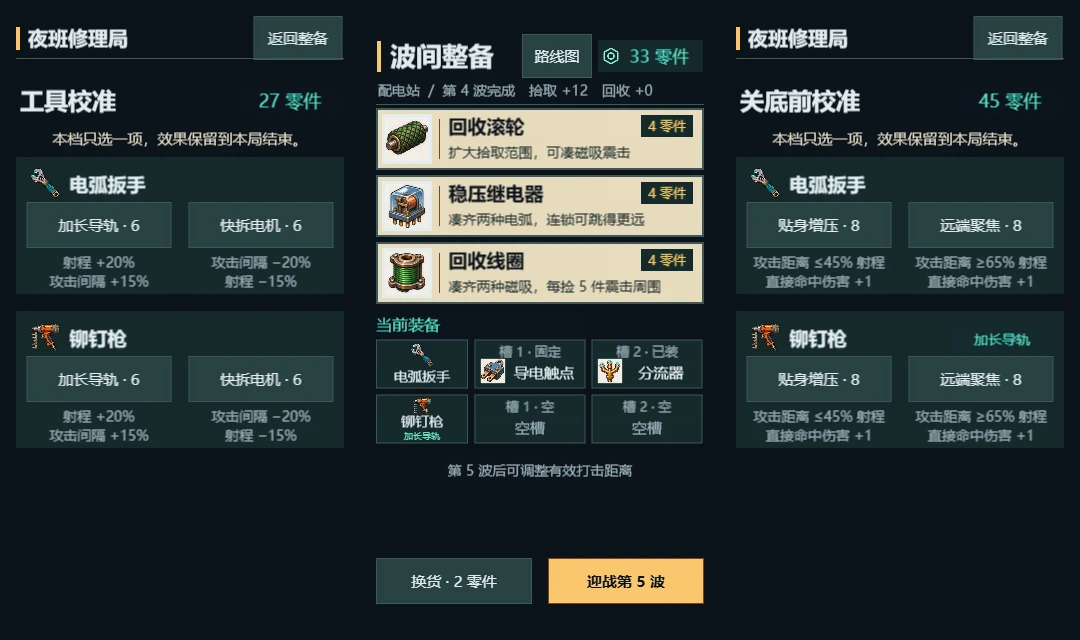 夜班修理局
返回整备
工具校准
27 零件
本档只选一项，效果保留到本局结束。
电弧扳手
加长导轨 · 6
快拆电机 · 6
射程 +20%
攻击间隔 −20%
攻击间隔 +15%
射程 −15%
铆钉枪
加长导轨 · 6
快拆电机 · 6
射程 +20%
攻击间隔 −20%
攻击间隔 +15%
射程 −15%
波间整备
路线图
33 零件
配电站 / 第 4 波完成 拾取 +12 回收 +0
回收滚轮
4 零件
扩大拾取范围，可凑磁吸震击
稳压继电器
4 零件
凑齐两种电弧，连锁可跳得更远
回收线圈
4 零件
凑齐两种磁吸，每捡 5 件震击周围
当前装备
电弧扳手
槽 1 · 固定
导电触点
槽 2 · 已装
分流器
铆钉枪
加长导轨
槽 1 · 空
空槽
槽 2 · 空
空槽
第 5 波后可调整有效打击距离
换货 · 2 零件
迎战第 5 波
夜班修理局
返回整备
关底前校准
45 零件
本档只选一项，效果保留到本局结束。
电弧扳手
贴身增压 · 8
远端聚焦 · 8
攻击距离 ≤45% 射程
攻击距离 ≥65% 射程
直接命中伤害 +1
直接命中伤害 +1
铆钉枪
加长导轨
贴身增压 · 8
远端聚焦 · 8
攻击距离 ≤45% 射程
攻击距离 ≥65% 射程
直接命中伤害 +1
直接命中伤害 +1